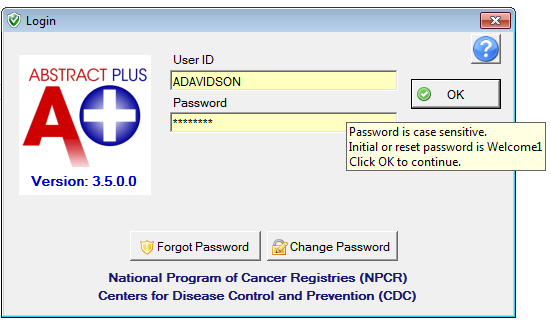 Login
User ID
ABSTRACT PLUS
A+
ADAVIDSON
OK
Password
********
Password is case sensitive.
Initial or reset password is Welcome1
Click OK to continue.
Version: 3.5.0.0
?
Forgot Password
Change Password
National Program of Cancer Registries (NPCR)
Centers for Disease Control and Prevention (CDC)